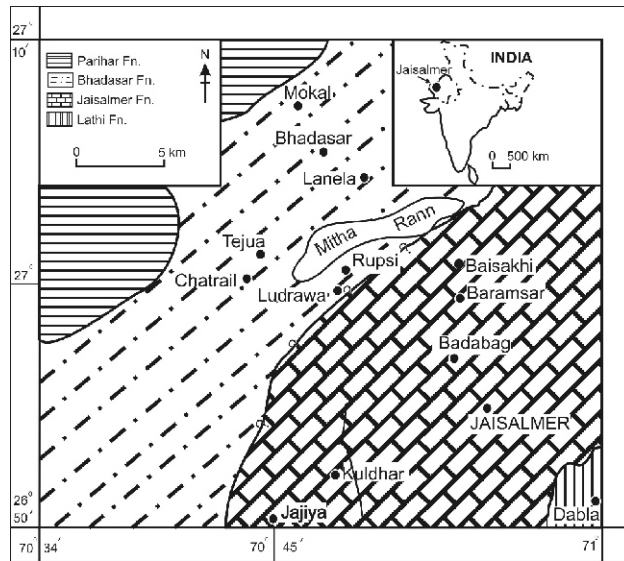 27°
10′
Parihar Fn.
Bhadasar Fn.
Jaisalmer Fn.
Lathi Fn.
N
0 5 km
INDIA
Jaisalmer
0 500 km
Mokal
Bhadasar
Lanela
Mitha Rann
Tejua
Rupsi
Baisakhi
27°
Chatrail
Ludrawa
Baramsar
Badabag
JAISALMER
Kuldhar
26°
50′
Jajiya
Dabla
70° 34′
70° 45′
71°